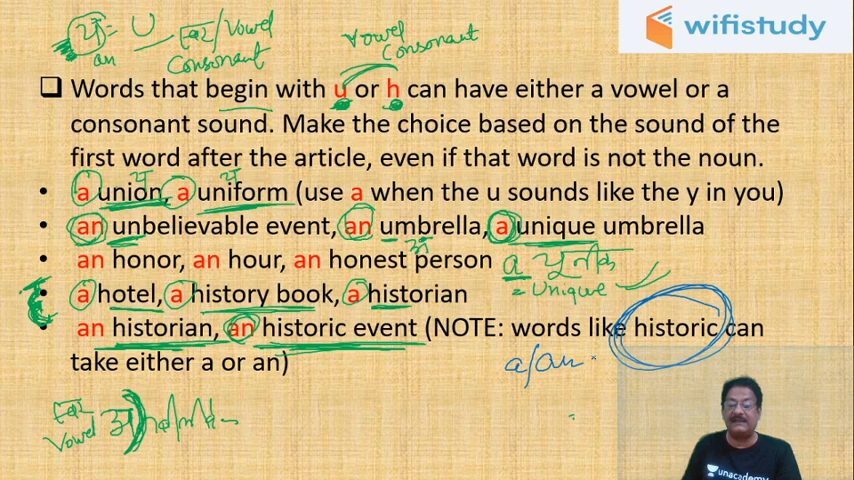 wifistudy
= U स्वर/Vowel Consonant
an
Vowel Consonant
Words that begin with u or h can have either a vowel or a
consonant sound. Make the choice based on the sound of the
first word after the article, even if that word is not the noun.
• a union, a uniform (use a when the u sounds like the y in you)
• an unbelievable event, an umbrella, a unique umbrella
• an honor, an hour, an honest person
a यूनीक
= Unique
• a hotel, a history book, a historian
• an historian, an historic event (NOTE: words like historic can
take either a or an)
a/an
स्वर
Vowel
unacademy